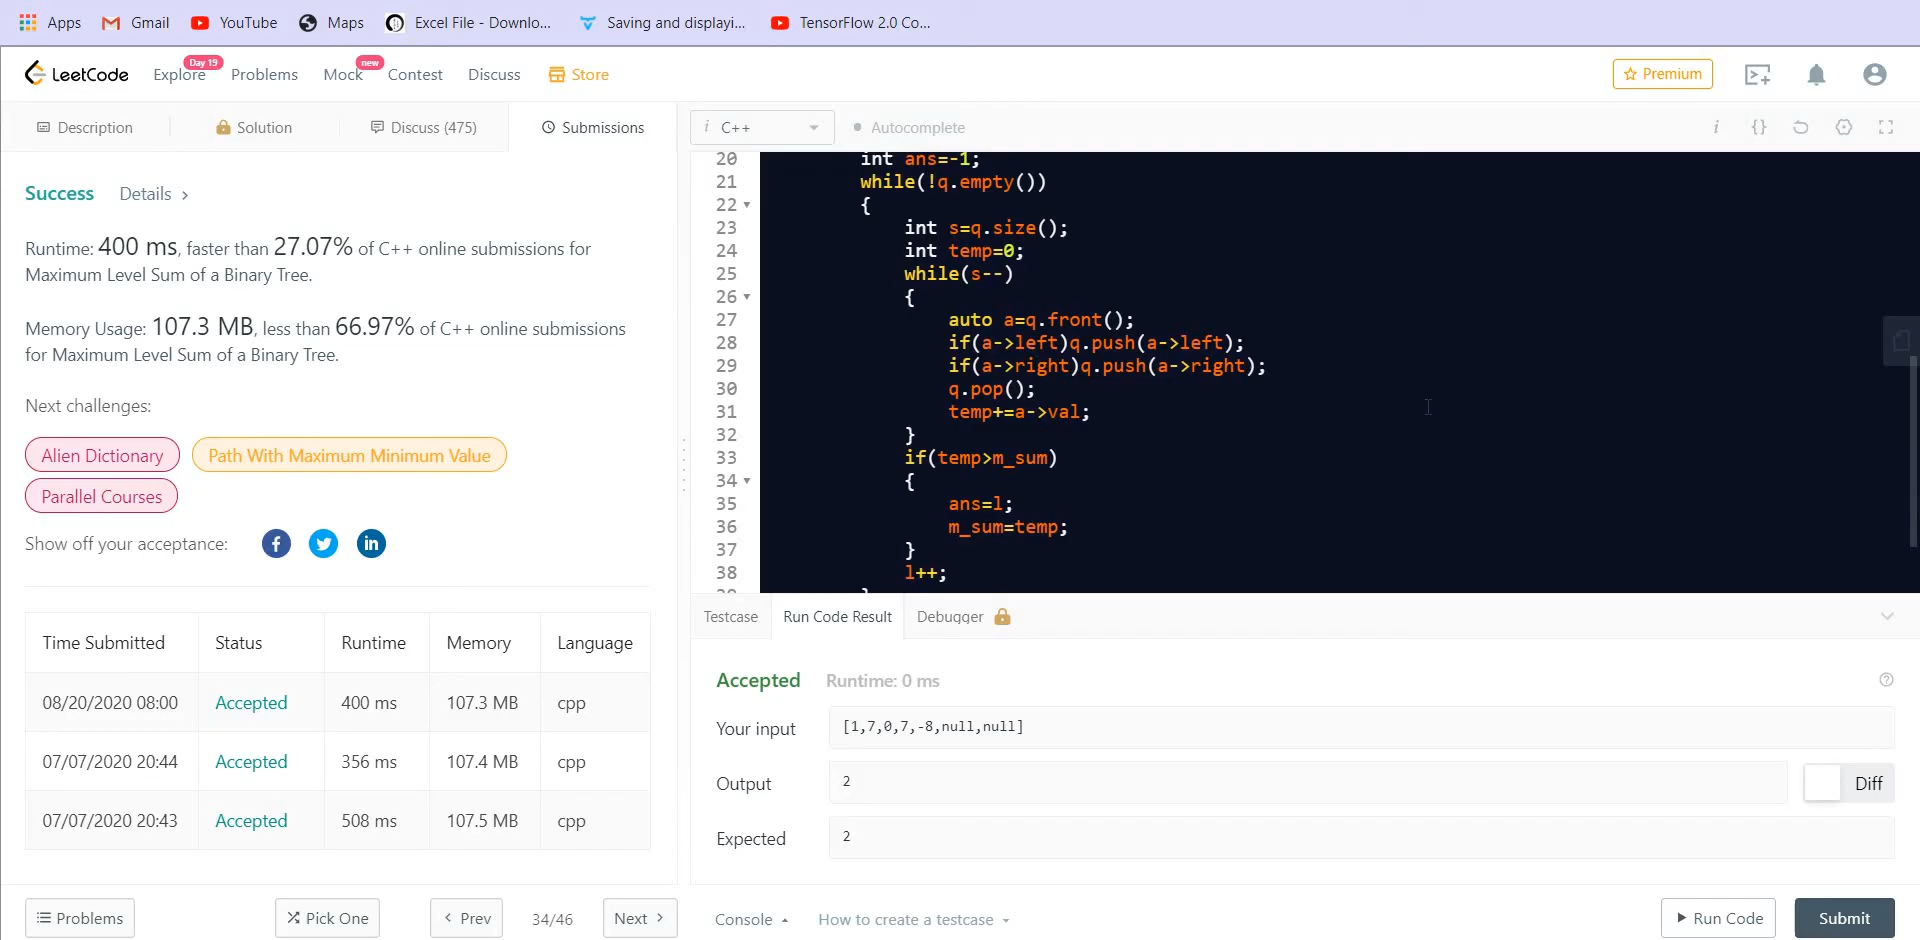 Apps Gmail YouTube Maps Excel File - Downlo... Saving and displayi... TensorFlow 2.0 Co...
LeetCode Explore Day 19 Problems Mock new Contest Discuss Store Premium
Description Solution Discuss (475) Submissions
i C++ Autocomplete i {}
Success Details >
Runtime: 400 ms, faster than 27.07% of C++ online submissions for
Maximum Level Sum of a Binary Tree.
Memory Usage: 107.3 MB, less than 66.97% of C++ online submissions
for Maximum Level Sum of a Binary Tree.
Next challenges:
Alien Dictionary Path With Maximum Minimum Value
Parallel Courses
Show off your acceptance:
Time Submitted Status Runtime Memory Language
08/20/2020 08:00 Accepted 400 ms 107.3 MB cpp
07/07/2020 20:44 Accepted 356 ms 107.4 MB cpp
07/07/2020 20:43 Accepted 508 ms 107.5 MB cpp
20 int ans=-1;
21 while(!q.empty())
22 {
23 int s=q.size();
24 int temp=0;
25 while(s--)
26 {
27 auto a=q.front();
28 if(a->left)q.push(a->left);
29 if(a->right)q.push(a->right);
30 q.pop();
31 temp+=a->val;
32 }
33 if(temp>m_sum)
34 {
35 ans=l;
36 m_sum=temp;
37 }
38 l++;
Testcase Run Code Result Debugger
Accepted Runtime: 0 ms
Your input [1,7,0,7,-8,null,null]
Output 2 Diff
Expected 2
Problems Pick One < Prev 34/46 Next > Console How to create a testcase Run Code Submit